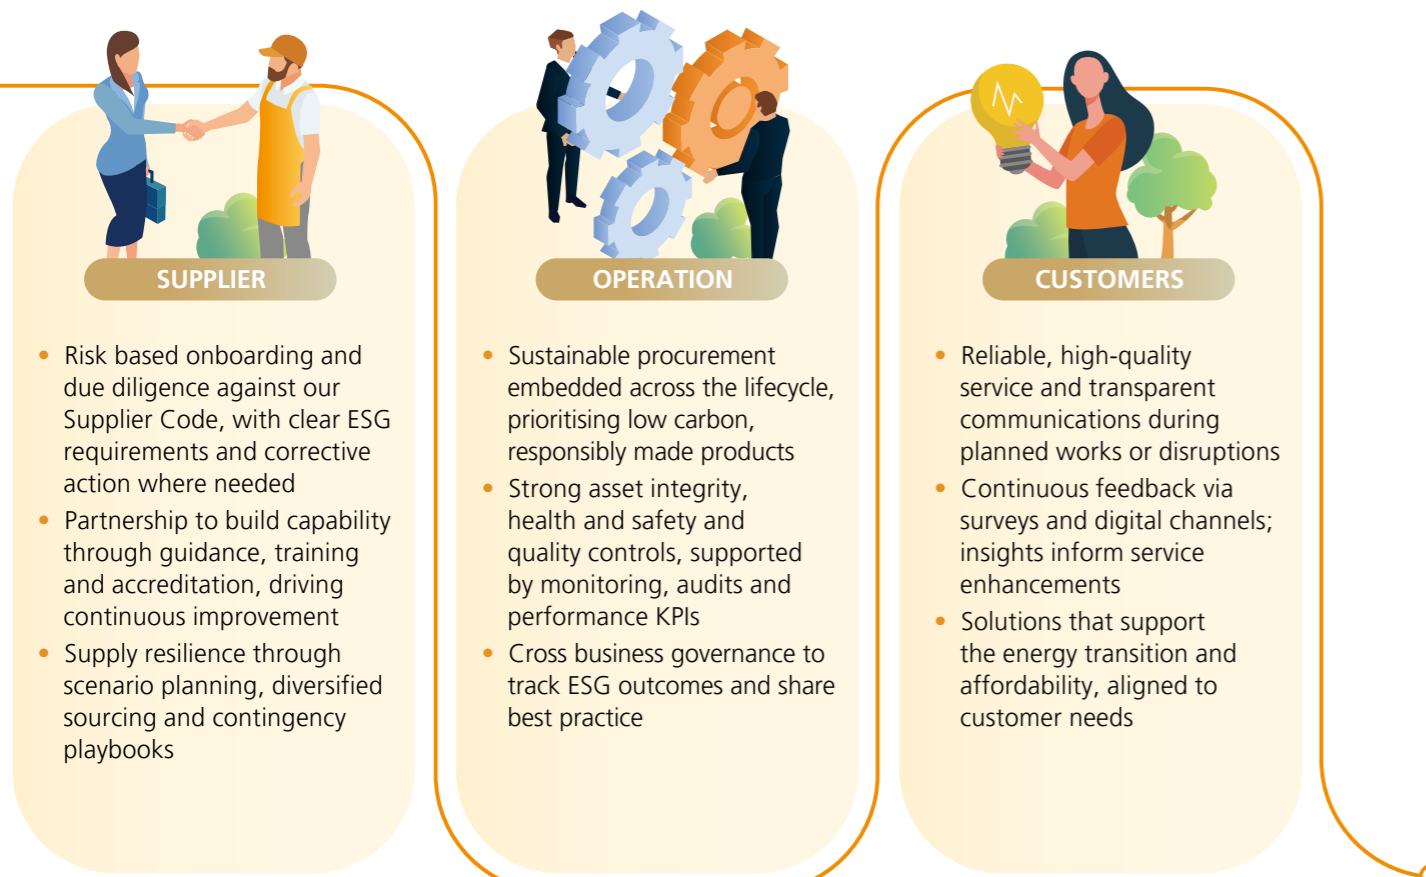 SUPPLIER
• Risk based onboarding and
due diligence against our
Supplier Code, with clear ESG
requirements and corrective
action where needed
• Partnership to build capability
through guidance, training
and accreditation, driving
continuous improvement
• Supply resilience through
scenario planning, diversified
sourcing and contingency
playbooks
OPERATION
• Sustainable procurement
embedded across the lifecycle,
prioritising low carbon,
responsibly made products
• Strong asset integrity,
health and safety and
quality controls, supported
by monitoring, audits and
performance KPIs
• Cross business governance to
track ESG outcomes and share
best practice
CUSTOMERS
• Reliable, high-quality
service and transparent
communications during
planned works or disruptions
• Continuous feedback via
surveys and digital channels;
insights inform service
enhancements
• Solutions that support
the energy transition and
affordability, aligned to
customer needs